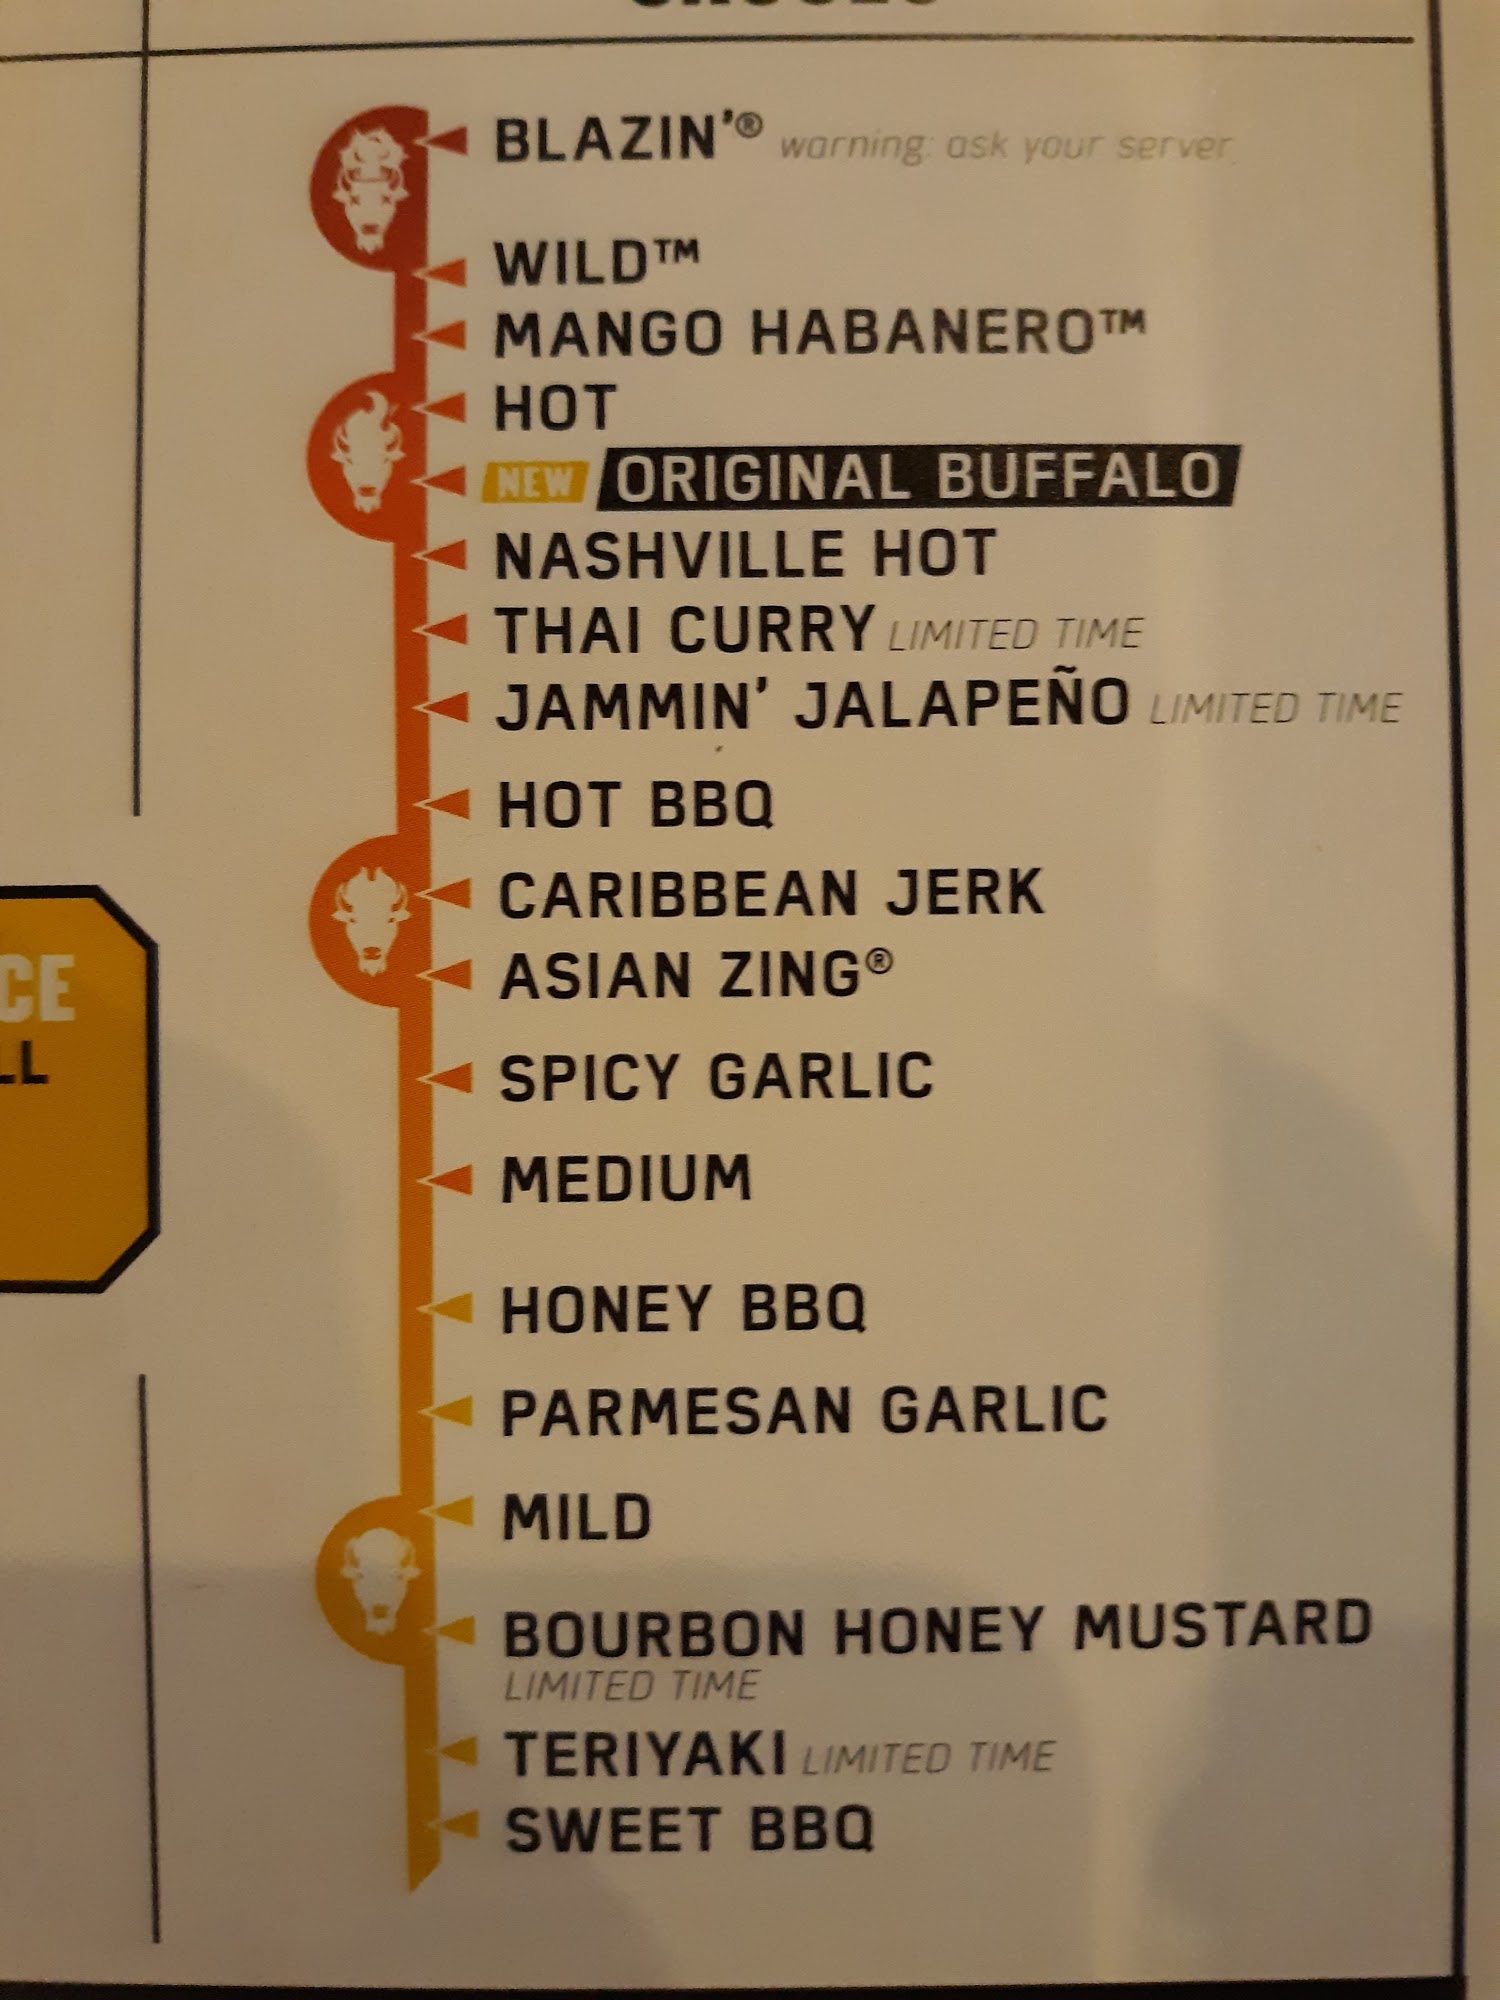 BLAZIN'® warning: ask your server
WILD™
MANGO HABANERO™
HOT
NEW ORIGINAL BUFFALO
NASHVILLE HOT
THAI CURRY LIMITED TIME
JAMMIN' JALAPEÑO LIMITED TIME
HOT BBQ
CARIBBEAN JERK
CE
ASIAN ZING®
LL
SPICY GARLIC
MEDIUM
HONEY BBQ
PARMESAN GARLIC
MILD
BOURBON HONEY MUSTARD
LIMITED TIME
TERIYAKI LIMITED TIME
SWEET BBQ